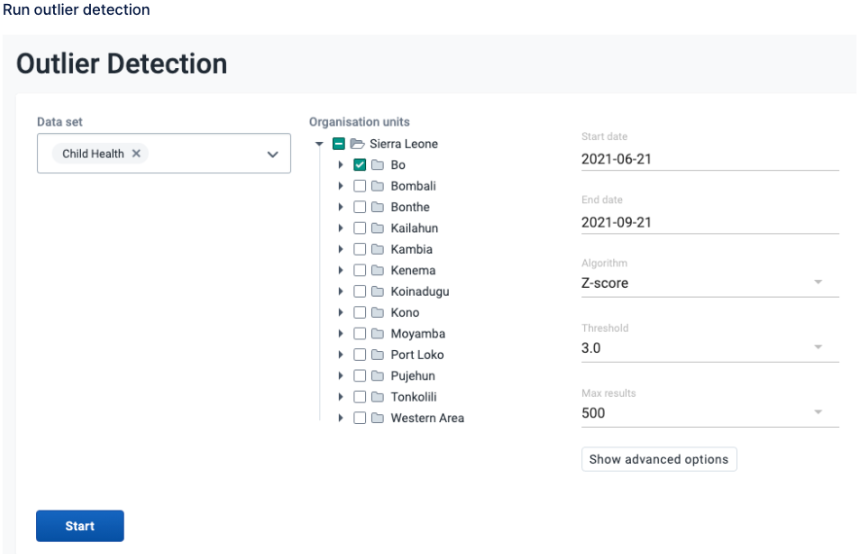 Run outlier detection
Outlier Detection
Data set
Child Health
Organisation units
Sierra Leone
Bo
Bombali
Bonthe
Kailahun
Kambia
Kenema
Koinadugu
Kono
Moyamba
Port Loko
Pujehun
Tonkolili
Western Area
Start date
2021-06-21
End date
2021-09-21
Algorithm
Z-score
Threshold
3.0
Max results
500
Show advanced options
Start